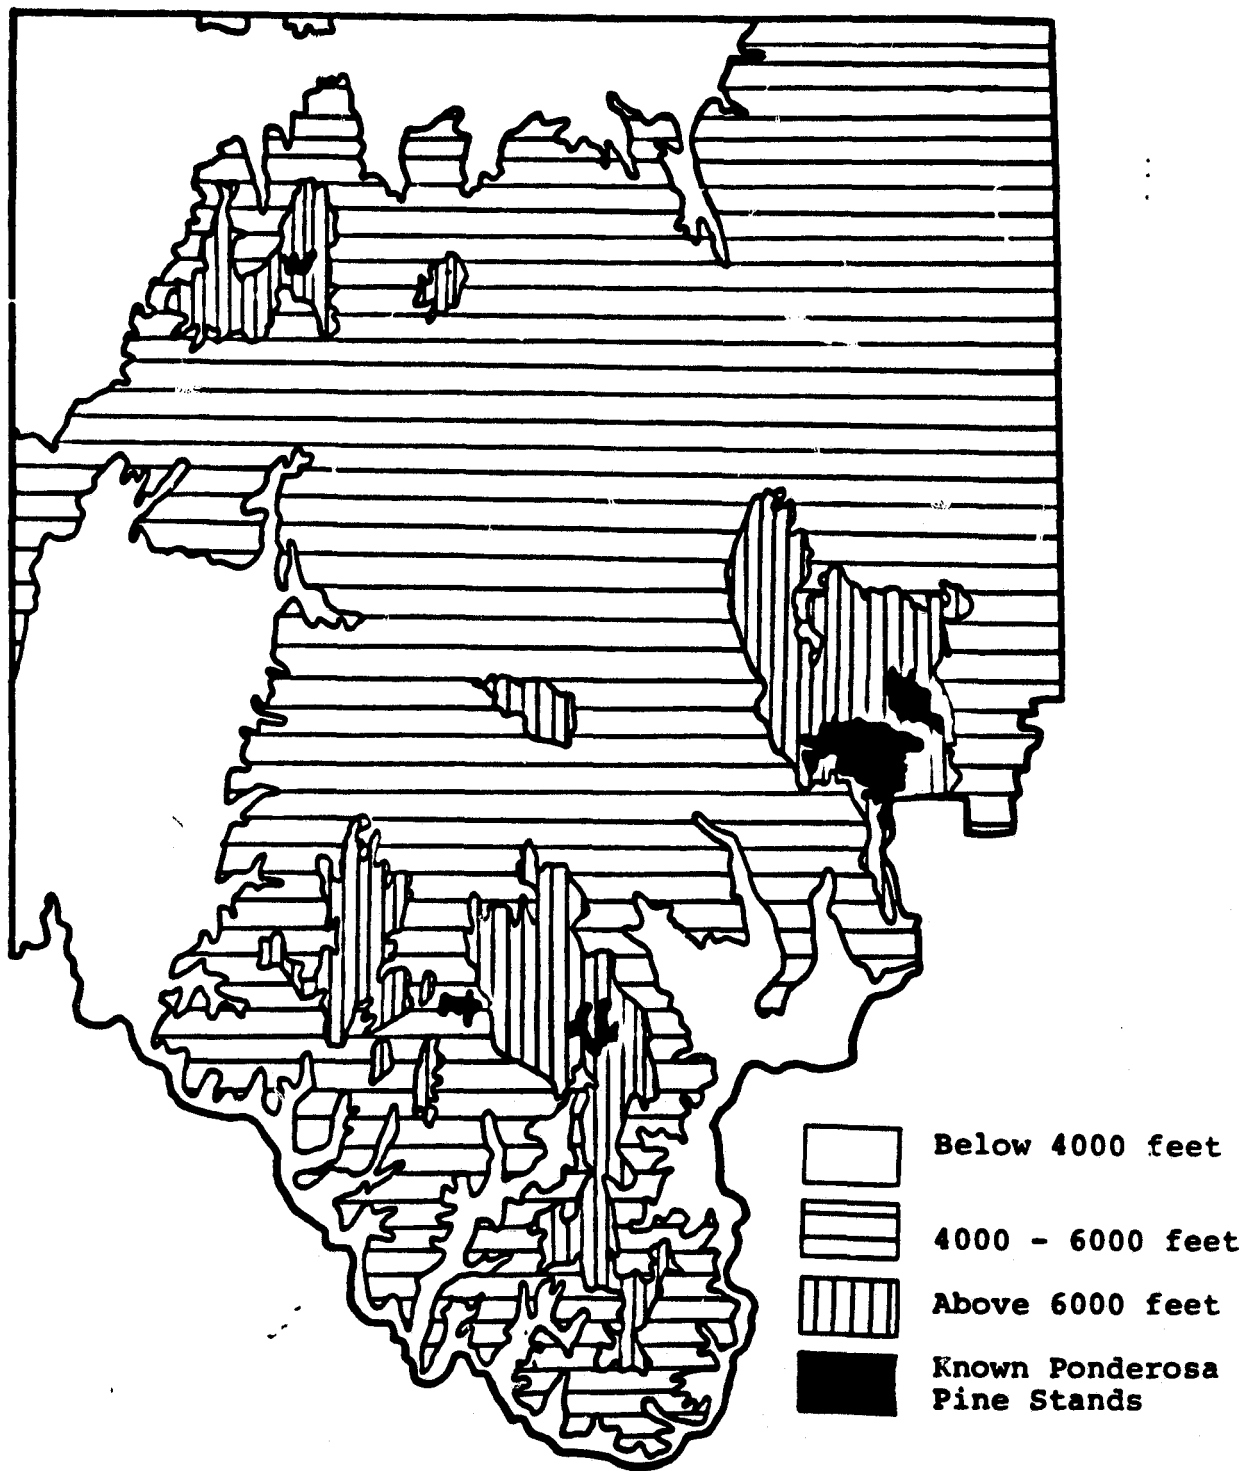 Below 4000 feet
4000 - 6000 feet
Above 6000 feet
Known Ponderosa
Pine Stands